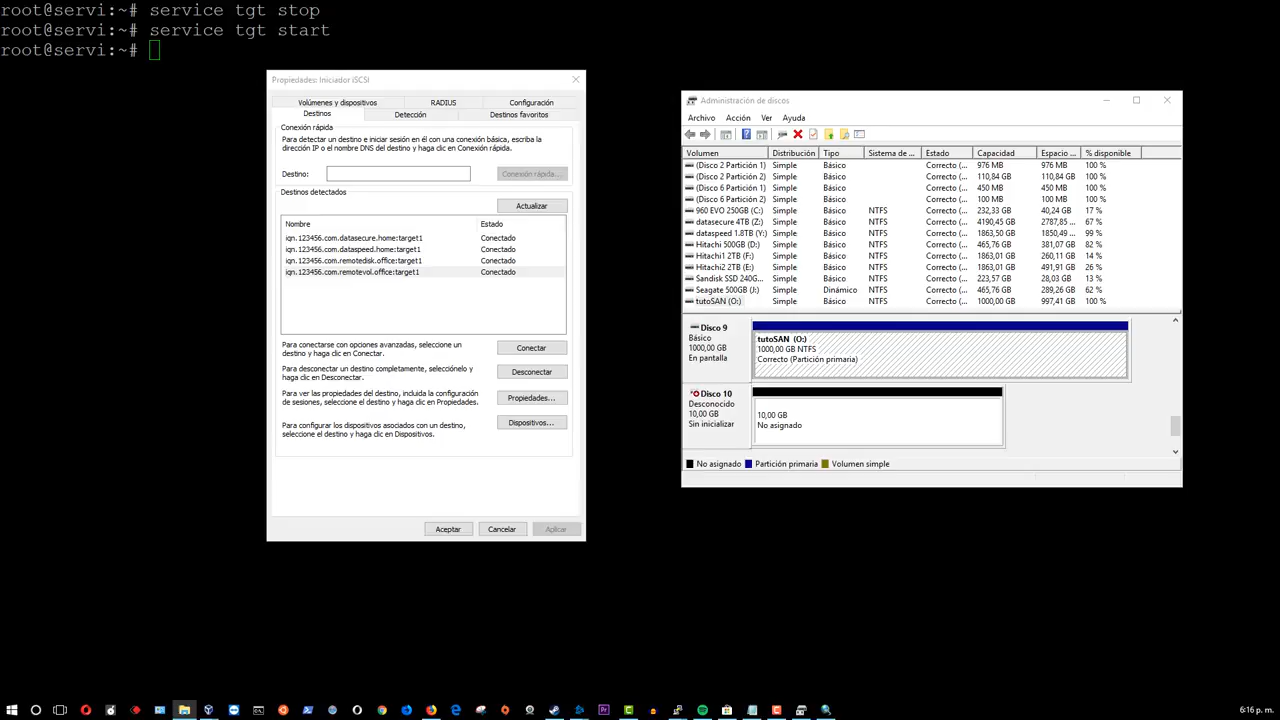 root@servi:~# service tgt stop
root@servi:~# service tgt start
root@servi:~#
Propiedades: Iniciador iSCSI
Volúmenes y dispositivos RADIUS Configuración
Destinos Detección Destinos favoritos
Conexión rápida
Para detectar un destino e iniciar sesión en él con una conexión básica, escriba la
dirección IP o el nombre DNS del destino y haga clic en Conexión rápida.
Destino: Conexión rápida...
Destinos detectados
Actualizar
Nombre Estado
iqn.123456.com.datasecure.home:target1 Conectado
iqn.123456.com.dataspeed.home:target1 Conectado
iqn.123456.com.remotedisk.office:target1 Conectado
iqn.123456.com.remotevol.office:target1 Conectado
Para conectarse con opciones avanzadas, seleccione un
destino y haga clic en Conectar.
Conectar
Para desconectar un destino completamente, selecciónelo y
haga clic en Desconectar.
Desconectar
Para ver las propiedades del destino, incluida la configuración
de sesiones, seleccione el destino y haga clic en Propiedades.
Propiedades...
Para configurar los dispositivos asociados con un destino,
seleccione el destino y haga clic en Dispositivos.
Dispositivos...
Aceptar Cancelar Aplicar
Administración de discos
Archivo Acción Ver Ayuda
Volumen Distribución Tipo Sistema de ... Estado Capacidad Espacio ... % disponible
(Disco 2 Partición 1) Simple Básico Correcto (... 976 MB 976 MB 100 %
(Disco 2 Partición 2) Simple Básico Correcto (... 110,84 GB 110,84 GB 100 %
(Disco 6 Partición 1) Simple Básico Correcto (... 450 MB 450 MB 100 %
(Disco 6 Partición 2) Simple Básico Correcto (... 100 MB 100 MB 100 %
960 EVO 250GB (C:) Simple Básico NTFS Correcto (... 232,33 GB 40,24 GB 17 %
datasecure 4TB (Z:) Simple Básico NTFS Correcto (... 4190,45 GB 2787,85 ... 67 %
dataspeed 1.8TB (Y:) Simple Básico NTFS Correcto (... 1863,50 GB 1850,49 ... 99 %
Hitachi 500GB (D:) Simple Básico NTFS Correcto (... 465,76 GB 381,07 GB 82 %
Hitachi1 2TB (F:) Simple Básico NTFS Correcto (... 1863,01 GB 260,11 GB 14 %
Hitachi2 2TB (E:) Simple Básico NTFS Correcto (... 1863,01 GB 491,91 GB 26 %
Sandisk SSD 240G... Simple Básico NTFS Correcto (... 223,57 GB 28,03 GB 13 %
Seagate 500GB (J:) Simple Dinámico NTFS Correcto (... 465,76 GB 289,26 GB 62 %
tutoSAN (O:) Simple Básico NTFS Correcto (... 1000,00 GB 997,41 GB 100 %
Disco 9
Básico
1000,00 GB
En pantalla
tutoSAN (O:)
1000,00 GB NTFS
Correcto (Partición primaria)
Disco 10
Desconocido
10,00 GB
Sin inicializar
10,00 GB
No asignado
No asignado Partición primaria Volumen simple
6:16 p. m.